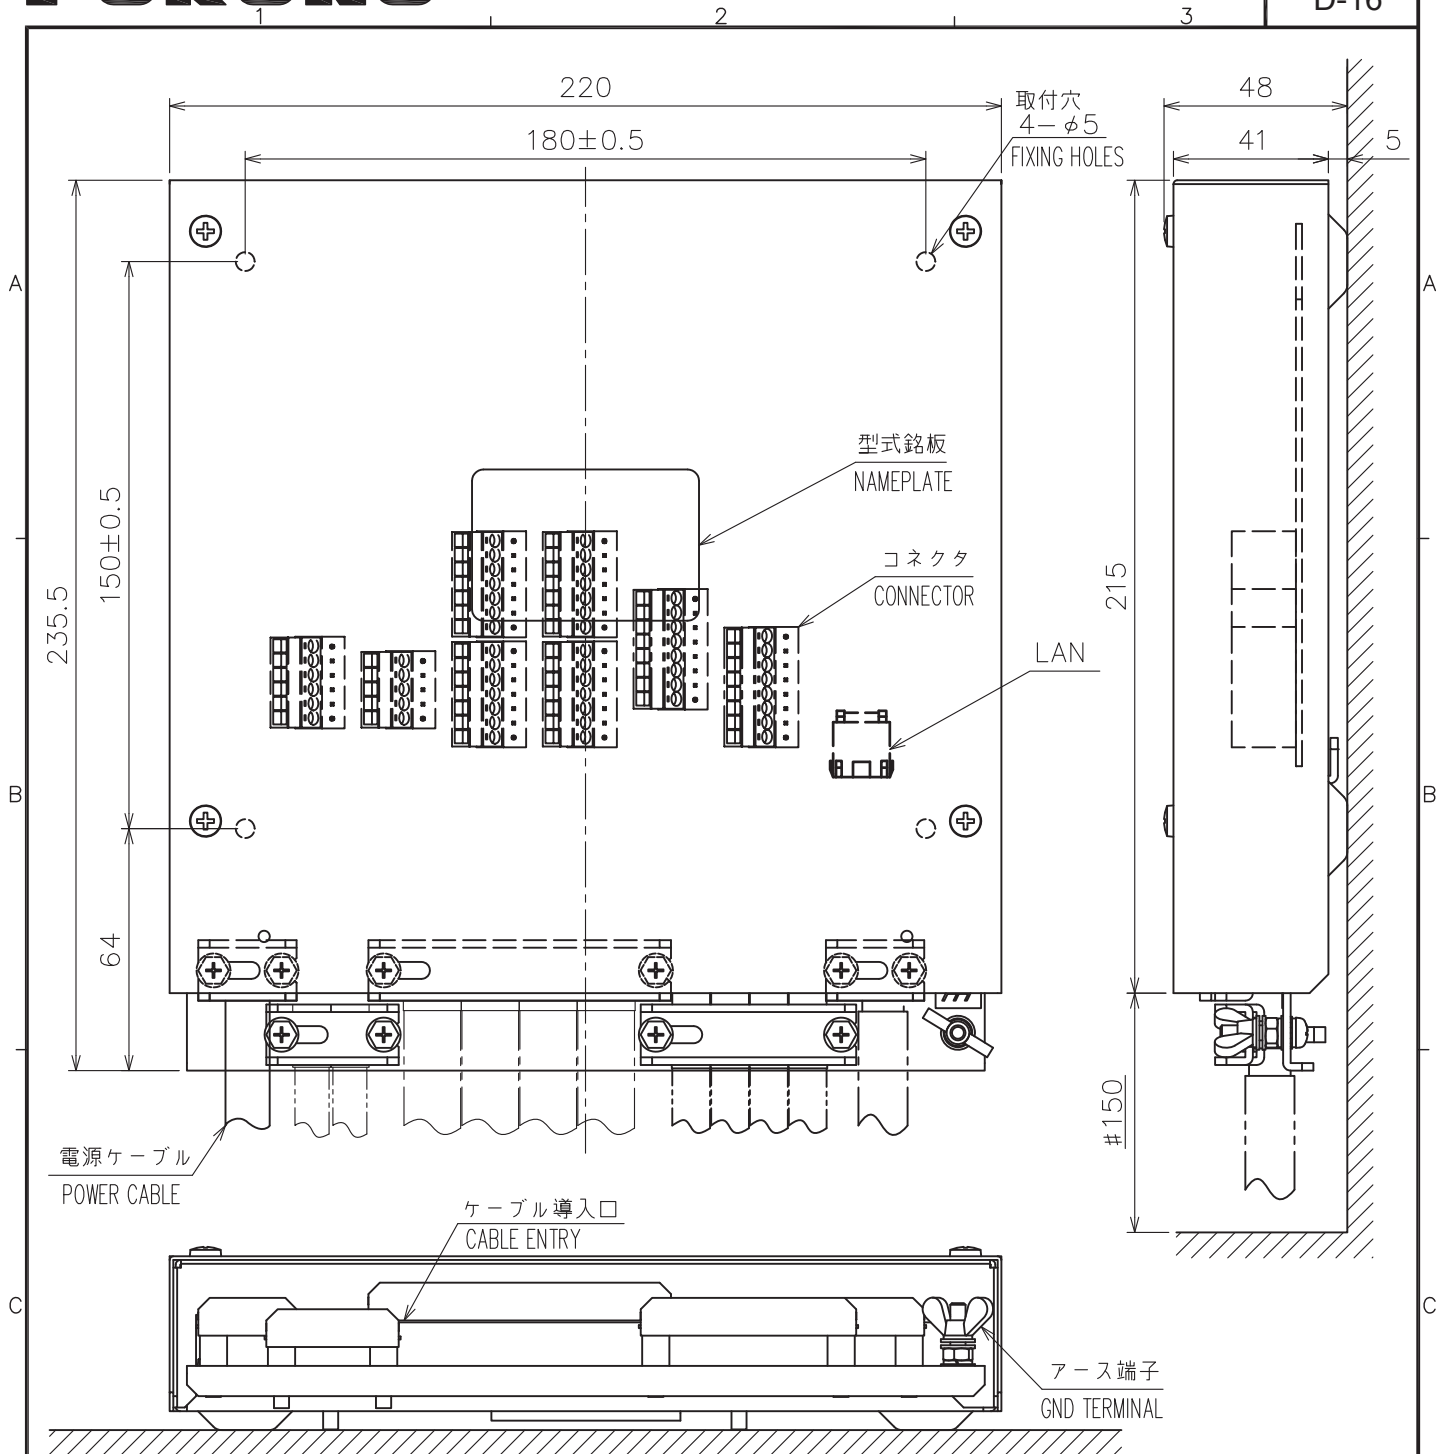 D-16
1
2
3
220
取付穴
4-φ5
FIXING HOLES
48
180±0.5
41
5
A
A
型式銘板
NAMEPLATE
150±0.5
コネクタ
CONNECTOR
235.5
215
LAN
B
B
64
#150
電源ケーブル
POWER CABLE
ケーブル導入口
CABLE ENTRY
C
C
アース端子
GND TERMINAL